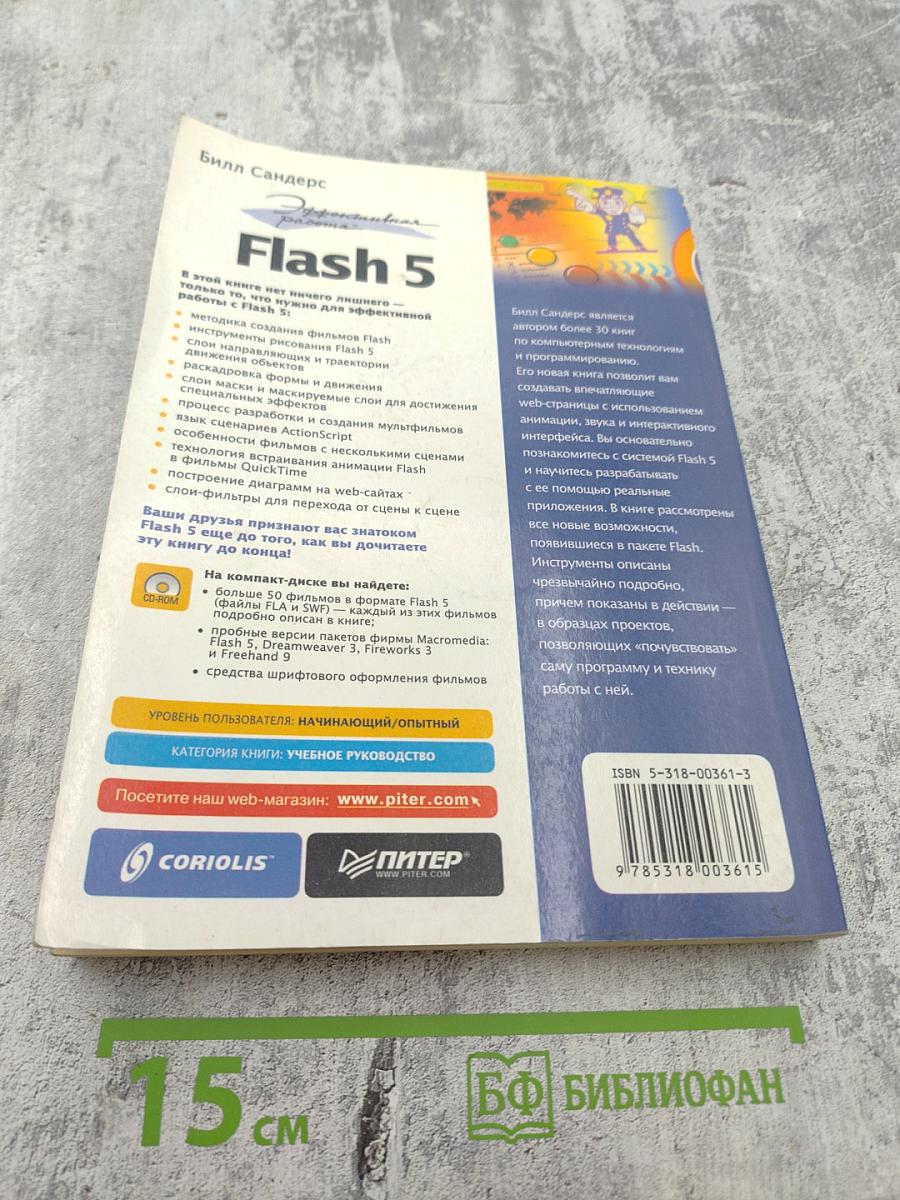 Билл Сандерс
Эффективная
работа
Flash 5
В этой книге нет ничего лишнего —
только то, что нужно для эффективной
работы с Flash 5:
• методика создания фильмов Flash
• инструменты рисования Flash 5
• слои направляющих и траектории
движения объектов
• раскадровка формы и движения
• слои маски и маскируемые слои для достижения
специальных эффектов
• процесс разработки и создания мультфильмов
• язык сценариев ActionScript
• особенности фильмов с несколькими сценами
• технология встраивания анимации Flash
в фильмы QuickTime
• построение диаграмм на web-сайтах
• слои-фильтры для перехода от сцены к сцене
Ваши друзья признают вас знатоком
Flash 5 еще до того, как вы дочитаете
эту книгу до конца!
CD-ROM
На компакт-диске вы найдете:
• больше 50 фильмов в формате Flash 5
(файлы FLA и SWF) — каждый из этих фильмов
подробно описан в книге;
• пробные версии пакетов фирмы Macromedia:
Flash 5, Dreamweaver 3, Fireworks 3
и Freehand 9
• средства шрифтового оформления фильмов
УРОВЕНЬ ПОЛЬЗОВАТЕЛЯ: НАЧИНАЮЩИЙ/ОПЫТНЫЙ
КАТЕГОРИЯ КНИГИ: УЧЕБНОЕ РУКОВОДСТВО
Посетите наш web-магазин: www.piter.com
CORIOLIS™
ПИТЕР®
WWW.PITER.COM
Билл Сандерс является
автором более 30 книг
по компьютерным технологиям
и программированию.
Его новая книга позволит вам
создавать впечатляющие
web-страницы с использованием
анимации, звука и интерактивного
интерфейса. Вы основательно
познакомитесь с системой Flash 5
и научитесь разрабатывать
с ее помощью реальные
приложения. В книге рассмотрены
все новые возможности,
появившиеся в пакете Flash.
Инструменты описаны
чрезвычайно подробно,
причем показаны в действии —
в образцах проектов,
позволяющих «почувствовать»
саму программу и технику
работы с ней.
ISBN 5-318-00361-3
9 785318 003615
15 см
БФ БИБЛИОФАН